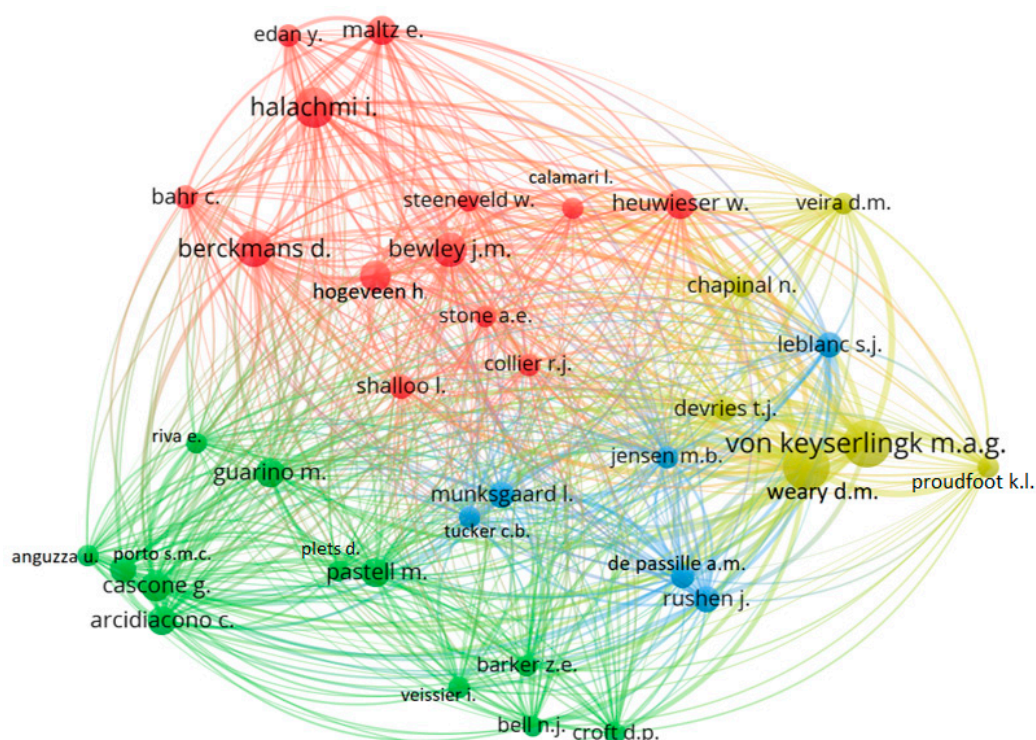 edan y.
maltz e.
halachmi i.
calamari l.
bahr c.
steeneveld w.
heuwieser w.
veira d.m.
berckmans d.
bewley j.m.
hogeveen h
chapinal n.
stone a.e.
leblanc s.j.
collier r.j.
shalloo l.
devries t.j.
riva e.
von keyserlingk m.a.g.
jensen m.b.
guarino m.
proudfoot k.l.
munksgaard l.
weary d.m.
tucker c.b.
plets d.
anguzza u.
porto s.m.c.
de passille a.m.
pastell m.
cascone g.
rushen j.
arcidiacono c.
barker z.e.
veissier i.
bell n.j.
croft d.p.